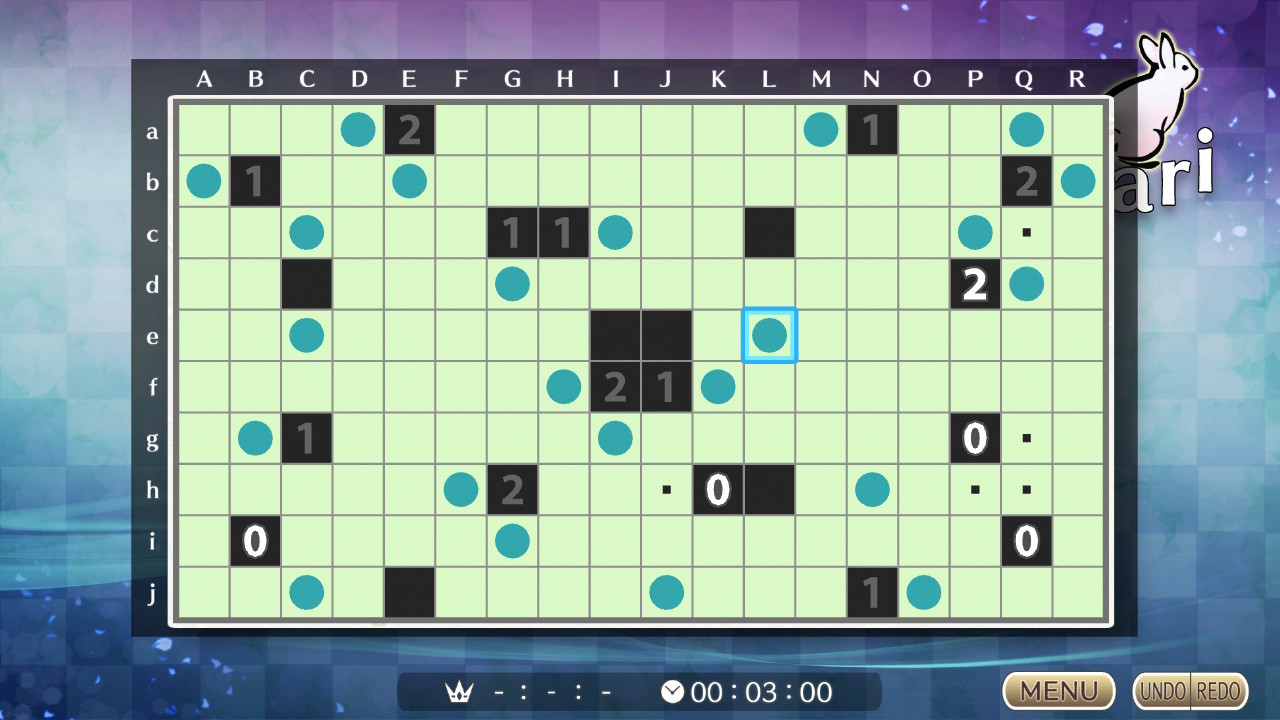 A B C D E F G H I J K L M N O P Q R
a 2 1
b 1 2
c 1 1
d 2
e
f 2 1
g 1 0
h 2 0
i 0 0
j 1
ari
- : - : - 00:03:00 MENU UNDO REDO